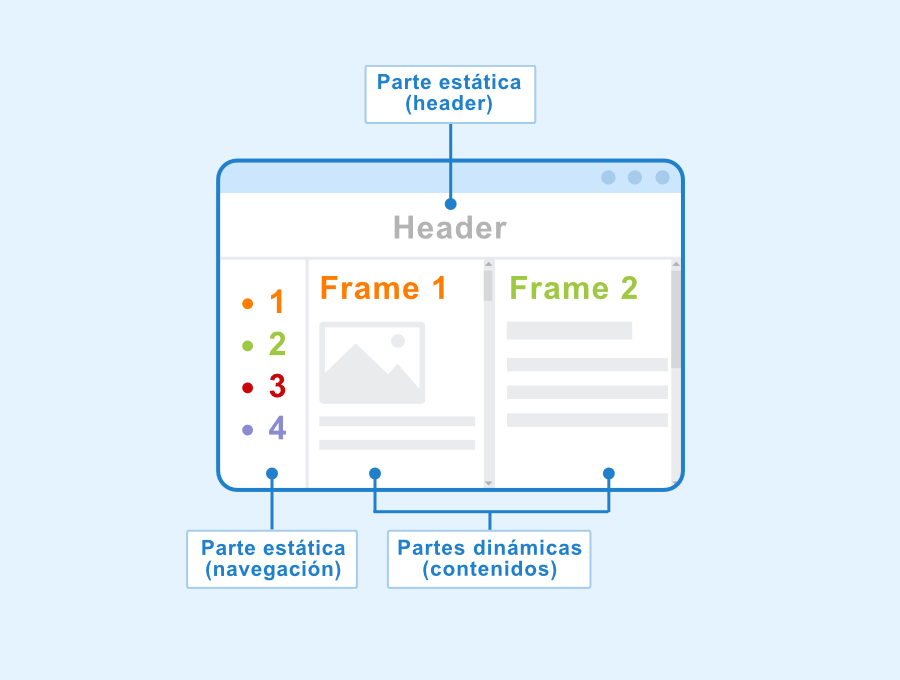 Parte estática
(header)
Header
1
2
3
4
Frame 1
Frame 2
Parte estática
(navegación)
Partes dinámicas
(contenidos)